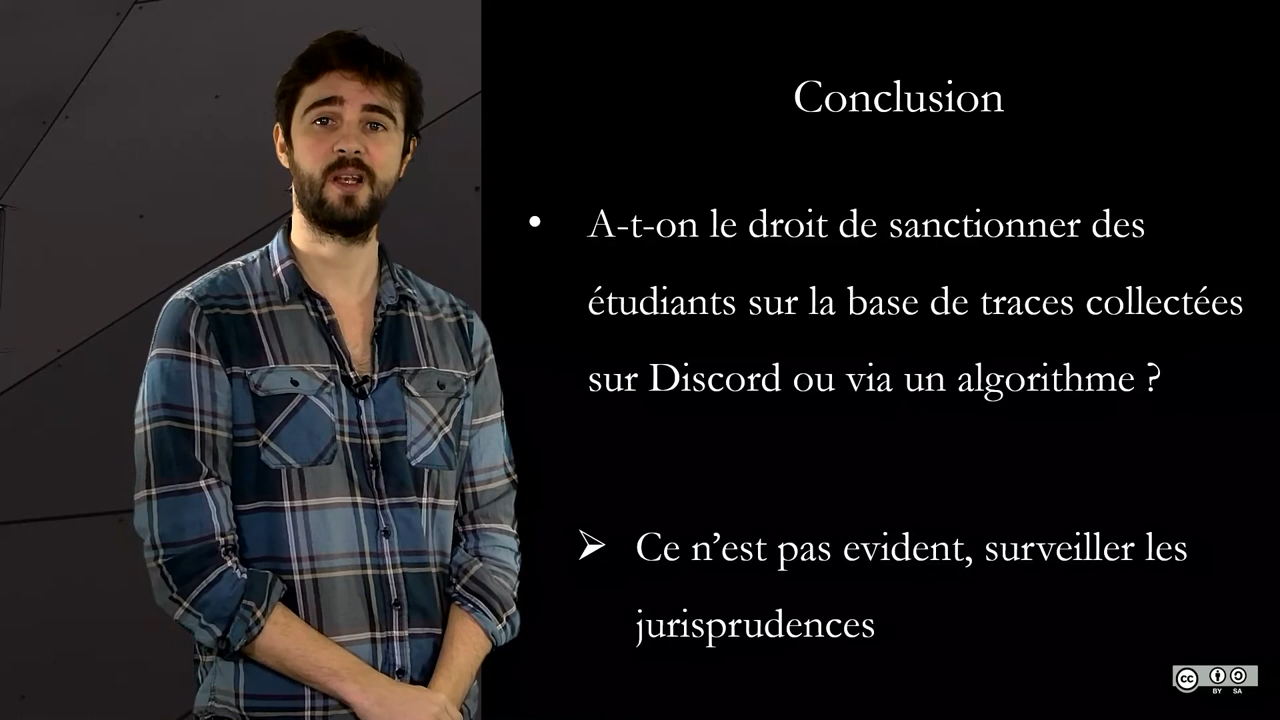 Conclusion
• A-t-on le droit de sanctionner des
étudiants sur la base de traces collectées
sur Discord ou via un algorithme ?
➢ Ce n’est pas evident, surveiller les
jurisprudences
cc
BY SA